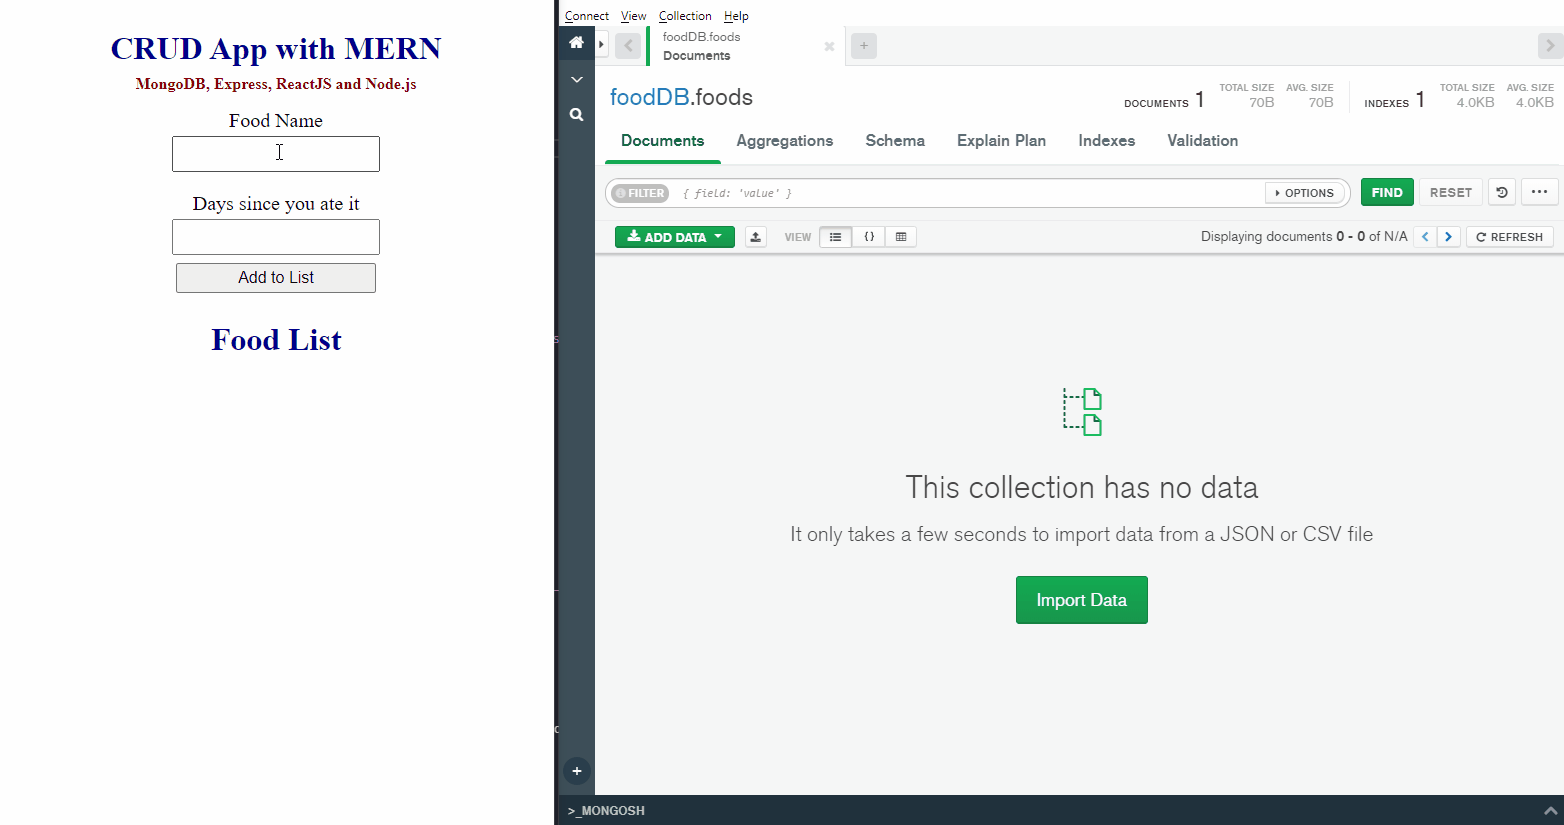 CRUD App with MERN
MongoDB, Express, ReactJS and Node.js
Food Name
Days since you ate it
Add to List
Food List
Connect View Collection Help
foodDB.foods
Documents
foodDB.foods
DOCUMENTS 1 TOTAL SIZE 70B AVG. SIZE 70B INDEXES 1 TOTAL SIZE 4.0KB AVG. SIZE 4.0KB
Documents Aggregations Schema Explain Plan Indexes Validation
FILTER { field: 'value' } OPTIONS FIND RESET
ADD DATA VIEW {} Displaying documents 0 - 0 of N/A REFRESH
This collection has no data
It only takes a few seconds to import data from a JSON or CSV file
Import Data
>_MONGOSH